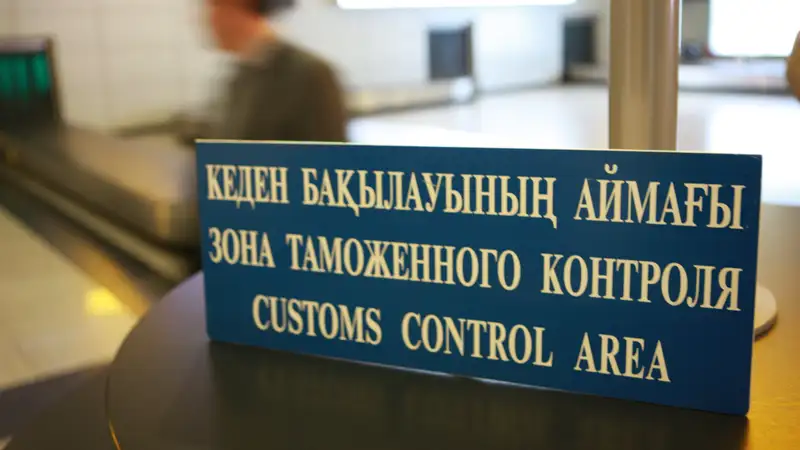 КЕДЕН БАҚЫЛАУЫНЫҢ АЙМАҒЫ
ЗОНА ТАМОЖЕННОГО КОНТРОЛЯ
CUSTOMS CONTROL AREA